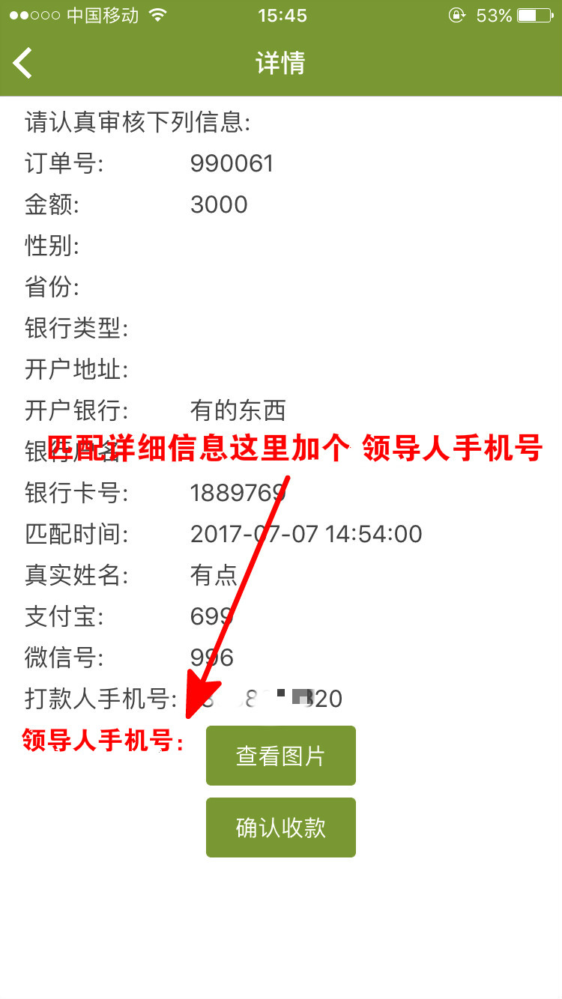 中国移动 15:45 53%
详情
请认真审核下列信息:
订单号: 990061
金额: 3000
性别:
省份:
银行类型:
开户地址:
开户银行: 有的东西
匹配详细信息这里加个 领导人手机号
银行户名
银行卡号: 1889769
匹配时间: 2017-07-07 14:54:00
真实姓名: 有点
支付宝: 699
微信号: 996
打款人手机号: 320
领导人手机号:
查看图片
确认收款